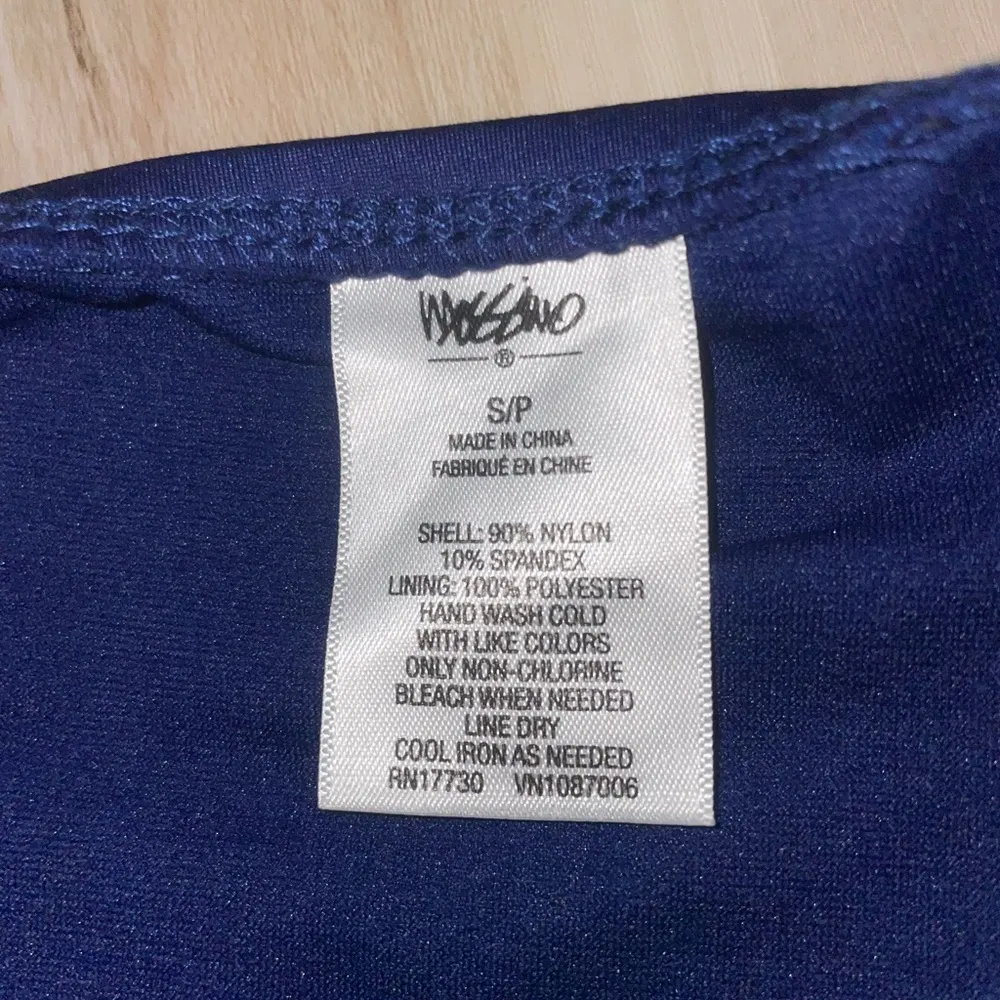 Mossimo
®
S/P
MADE IN CHINA
FABRIQUÉ EN CHINE
SHELL: 90% NYLON
10% SPANDEX
LINING: 100% POLYESTER
HAND WASH COLD
WITH LIKE COLORS
ONLY NON-CHLORINE
BLEACH WHEN NEEDED
LINE DRY
COOL IRON AS NEEDED
RN17730 VN1087006